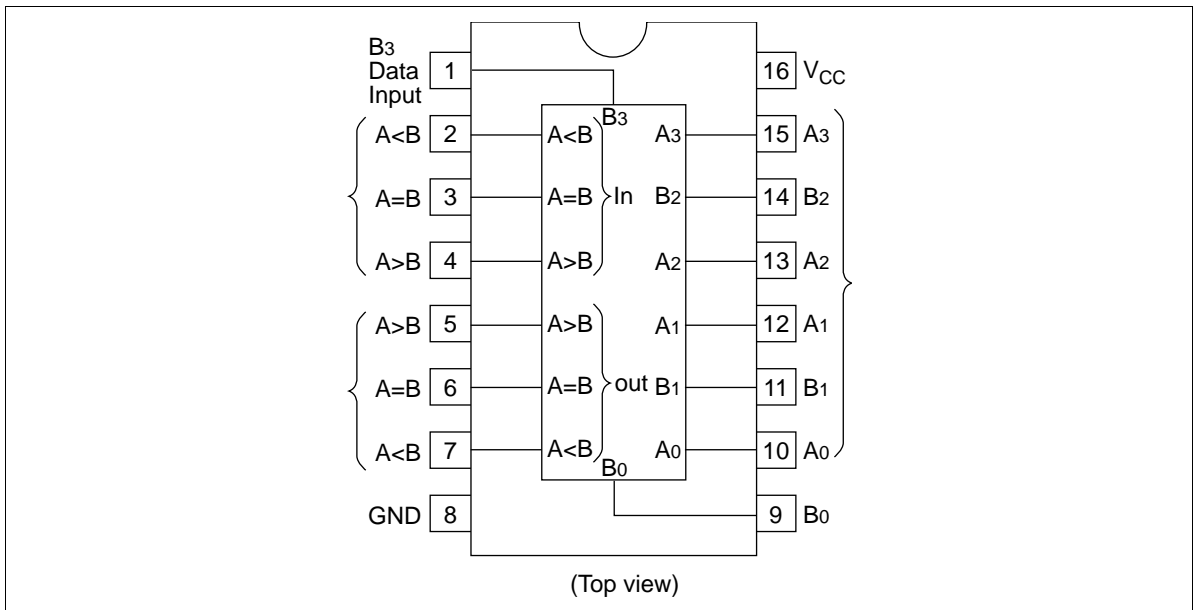 B3
Data
Input
1
16 VCC
B3
A<B 2 A<B A3 15 A3
A=B 3 A=B In B2 14 B2
A>B 4 A>B A2 13 A2
A>B 5 A>B A1 12 A1
A=B 6 A=B out B1 11 B1
A<B 7 A<B A0 10 A0
B0
GND 8 9 B0
(Top view)